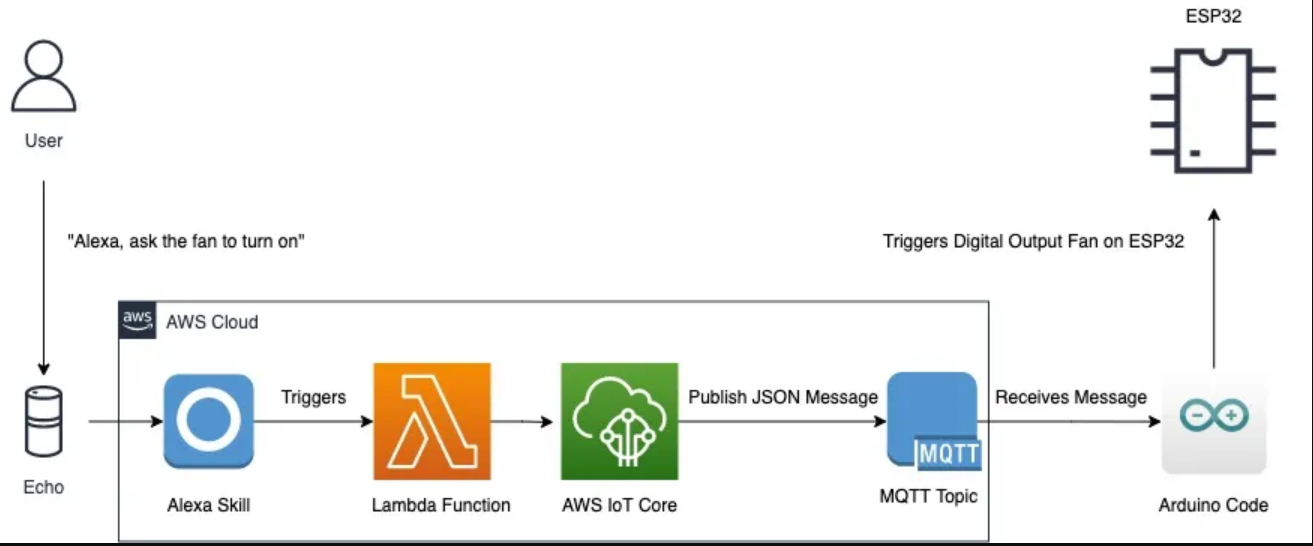 ESP32
User
"Alexa, ask the fan to turn on"
Triggers Digital Output Fan on ESP32
aws
AWS Cloud
Triggers
Publish JSON Message
Receives Message
MQTT
Echo
Alexa Skill
Lambda Function
AWS IoT Core
MQTT Topic
Arduino Code